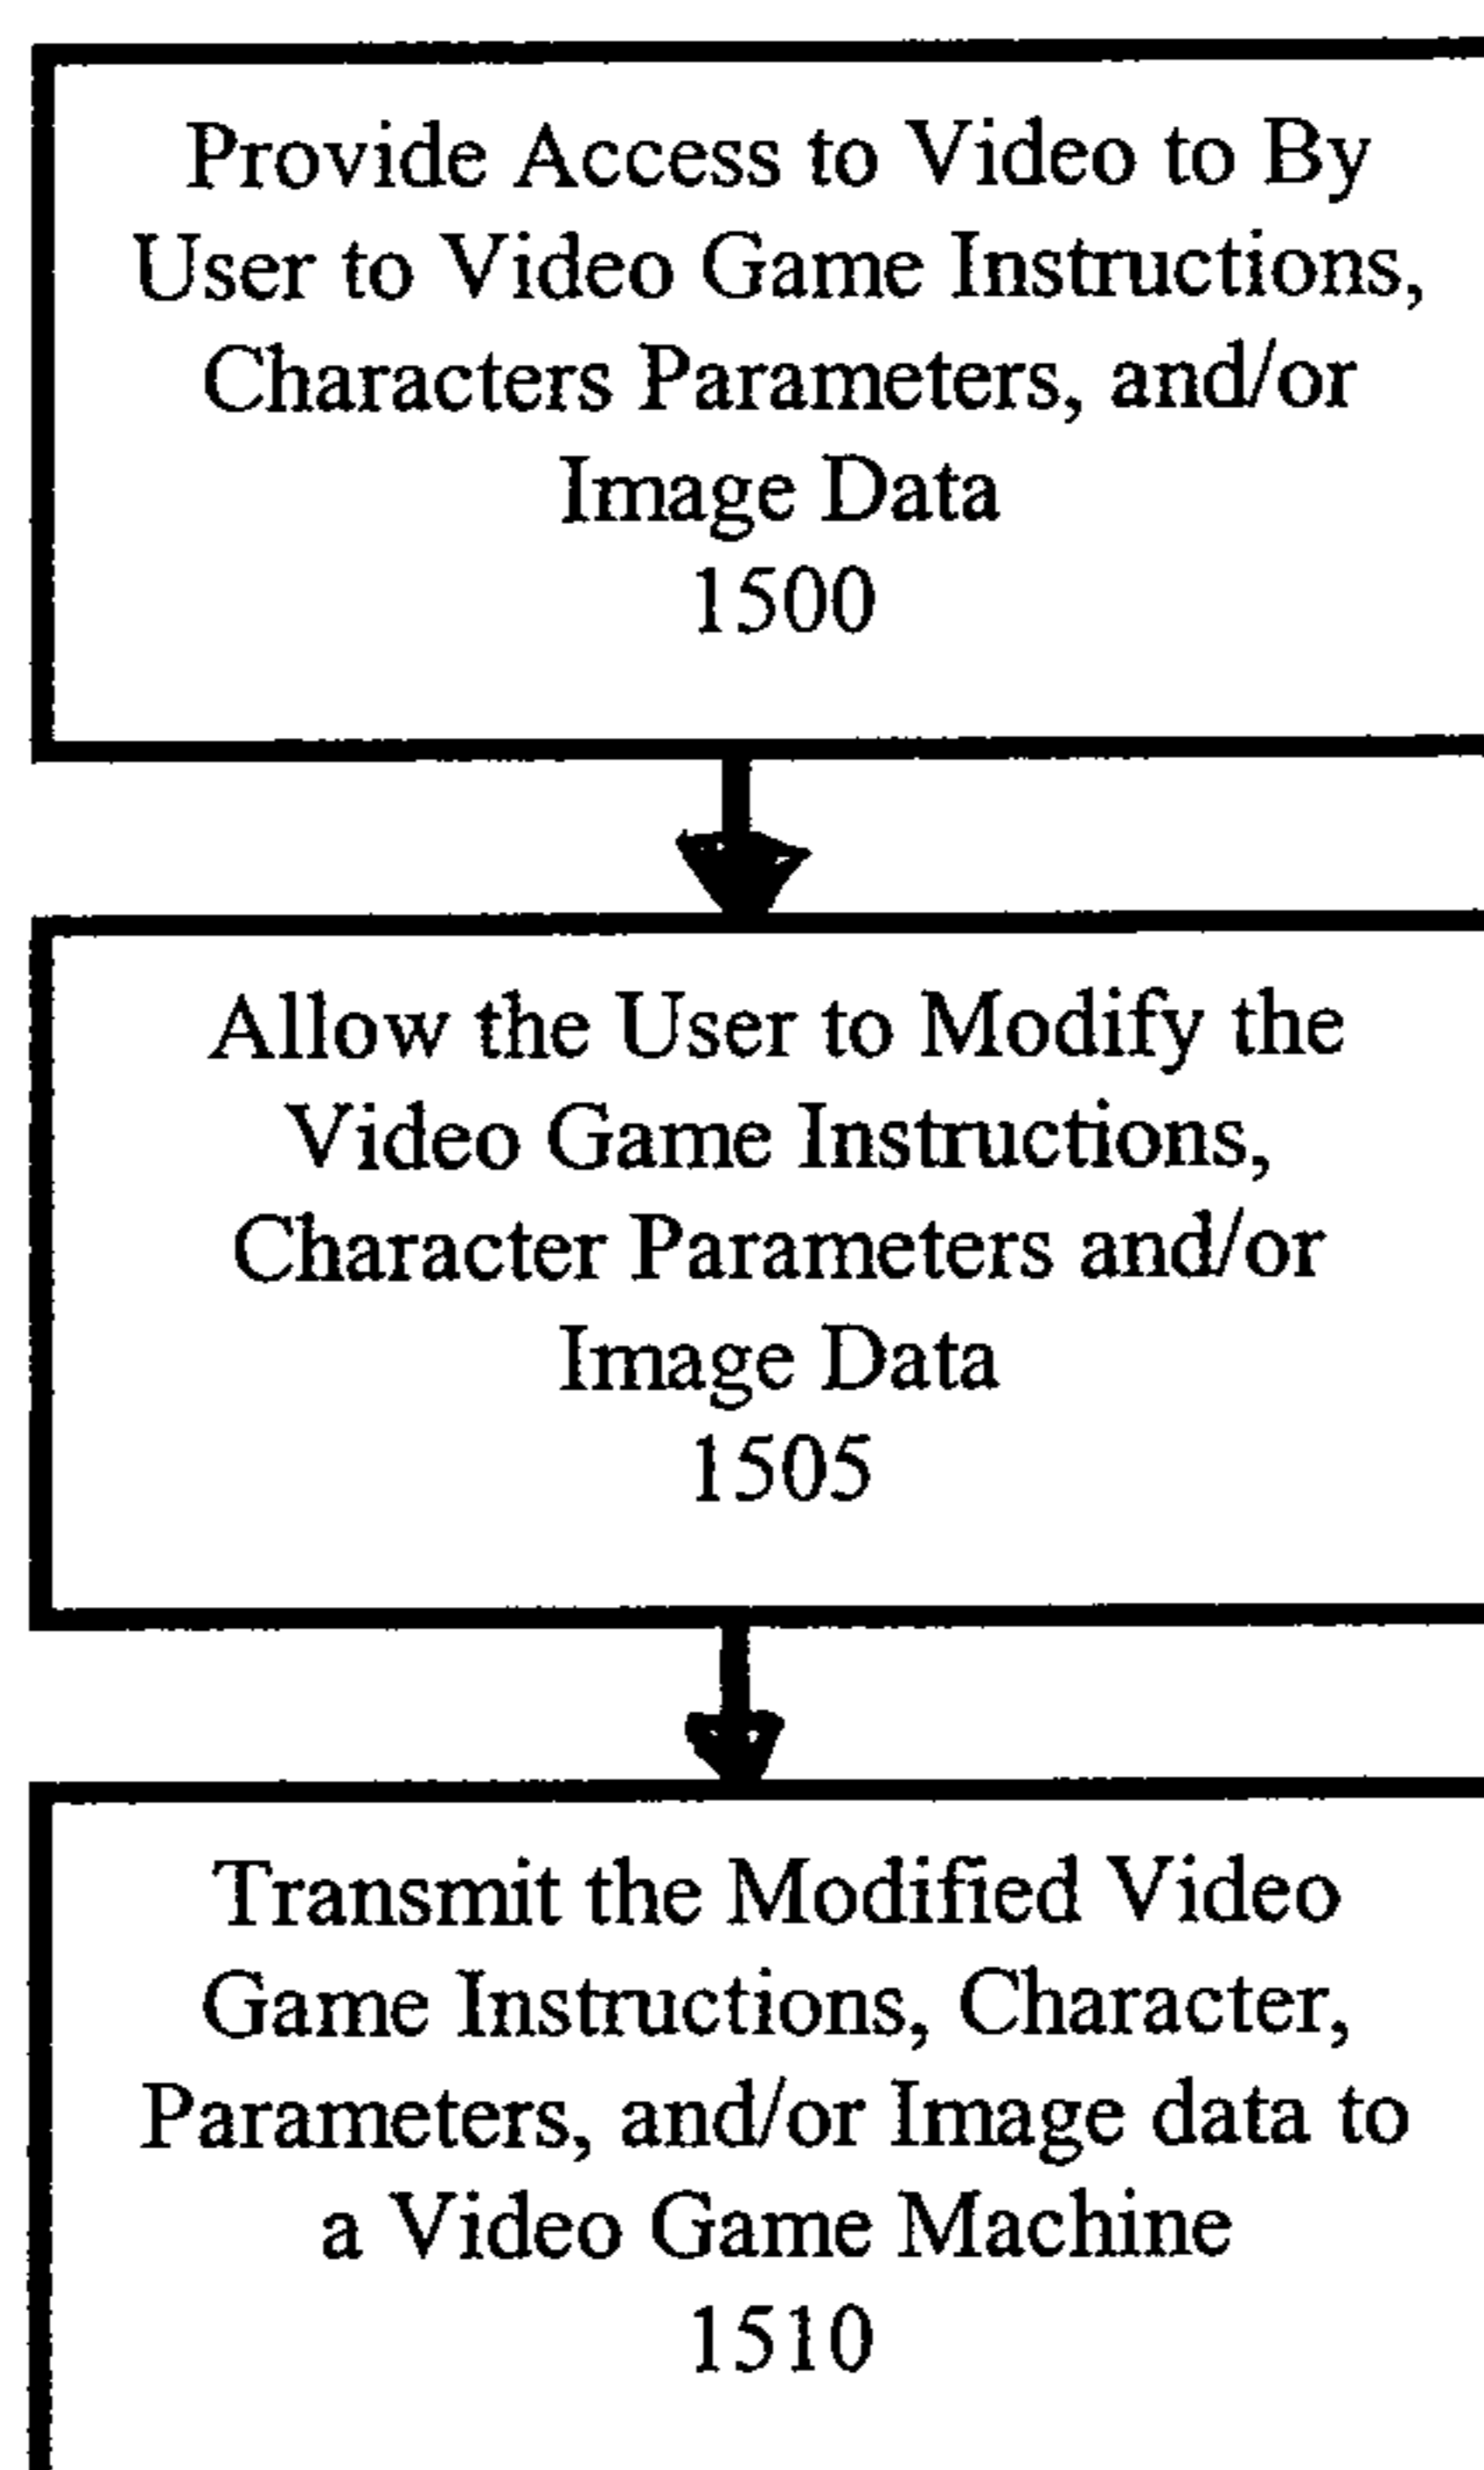 Provide Access to Video to By
User to Video Game Instructions,
Characters Parameters, and/or
Image Data
1500
Allow the User to Modify the
Video Game Instructions,
Character Parameters and/or
Image Data
1505
Transmit the Modified Video
Game Instructions, Character,
Parameters, and/or Image data to
a Video Game Machine
1510